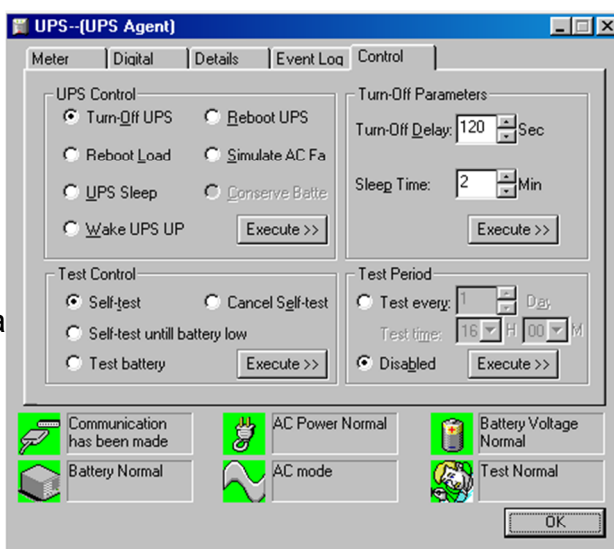 UPS--(UPS Agent)
Meter Digital Details Event Log Control
UPS Control
Turn-Off UPS Reboot UPS
Reboot Load Simulate AC Fa
UPS Sleep Conserve Batte
Wake UPS UP Execute >>
Turn-Off Parameters
Turn-Off Delay: 120 Sec
Sleep Time: 2 Min
Execute >>
Test Control
Self-test Cancel Self-test
Self-test untill battery low
Test battery Execute >>
Test Period
Test every: 1 Day
Test time: 16 H 00 M
Disabled Execute >>
a
Communication
has been made
AC Power Normal
Battery Voltage
Normal
Battery Normal
AC mode
Test Normal
OK